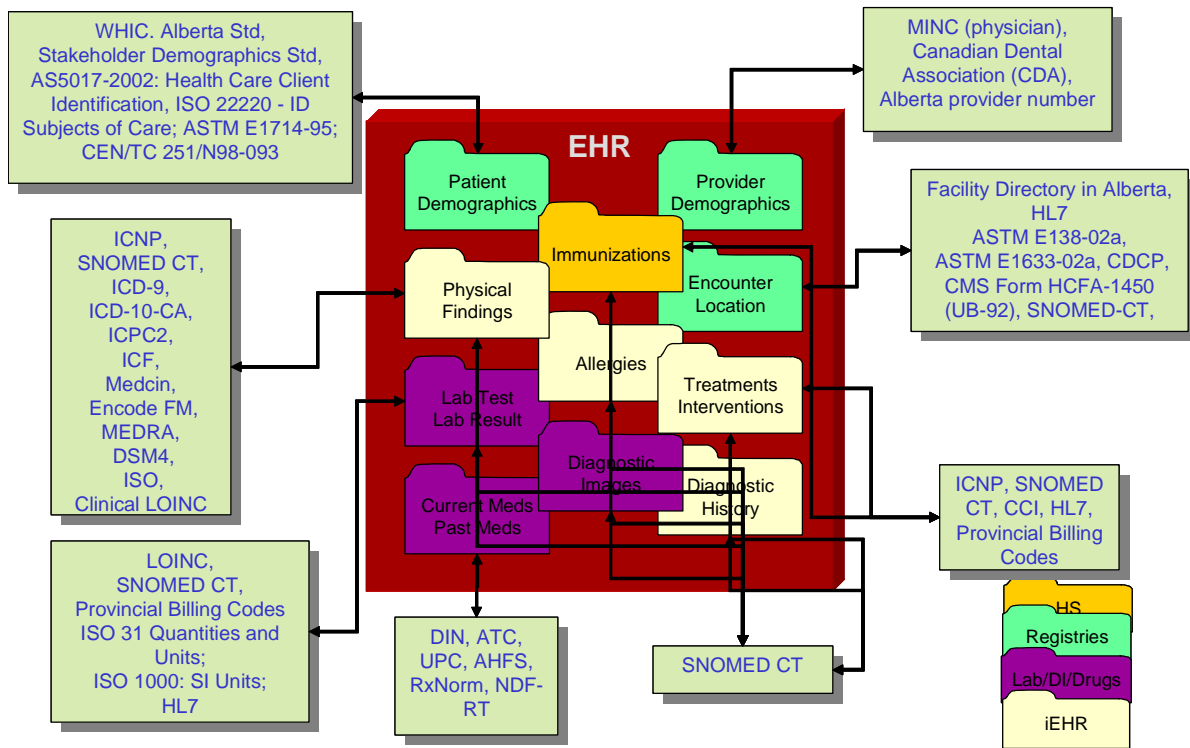 WHIC. Alberta Std,
Stakeholder Demographics Std,
AS5017-2002: Health Care Client
Identification, ISO 22220 - ID
Subjects of Care; ASTM E1714-95;
CEN/TC 251/N98-093
MINC (physician),
Canadian Dental
Association (CDA),
Alberta provider number
EHR
Patient
Demographics
Provider
Demographics
Immunizations
Encounter
Location
Physical
Findings
Allergies
Treatments
Interventions
Lab Test
Lab Result
Diagnostic
Images
Diagnostic
History
Current Meds
Past Meds
Facility Directory in Alberta,
HL7
ASTM E138-02a,
ASTM E1633-02a, CDCP,
CMS Form HCFA-1450
(UB-92), SNOMED-CT,
ICNP,
SNOMED CT,
ICD-9,
ICD-10-CA,
ICPC2,
ICF,
Medcin,
Encode FM,
MEDRA,
DSM4,
ISO,
Clinical LOINC
ICNP, SNOMED
CT, CCI, HL7,
Provincial Billing
Codes
LOINC,
SNOMED CT,
Provincial Billing Codes
ISO 31 Quantities and
Units;
ISO 1000: SI Units;
HL7
DIN, ATC,
UPC, AHFS,
RxNorm, NDF-
RT
SNOMED CT
HS
Registries
Lab/DI/Drugs
iEHR